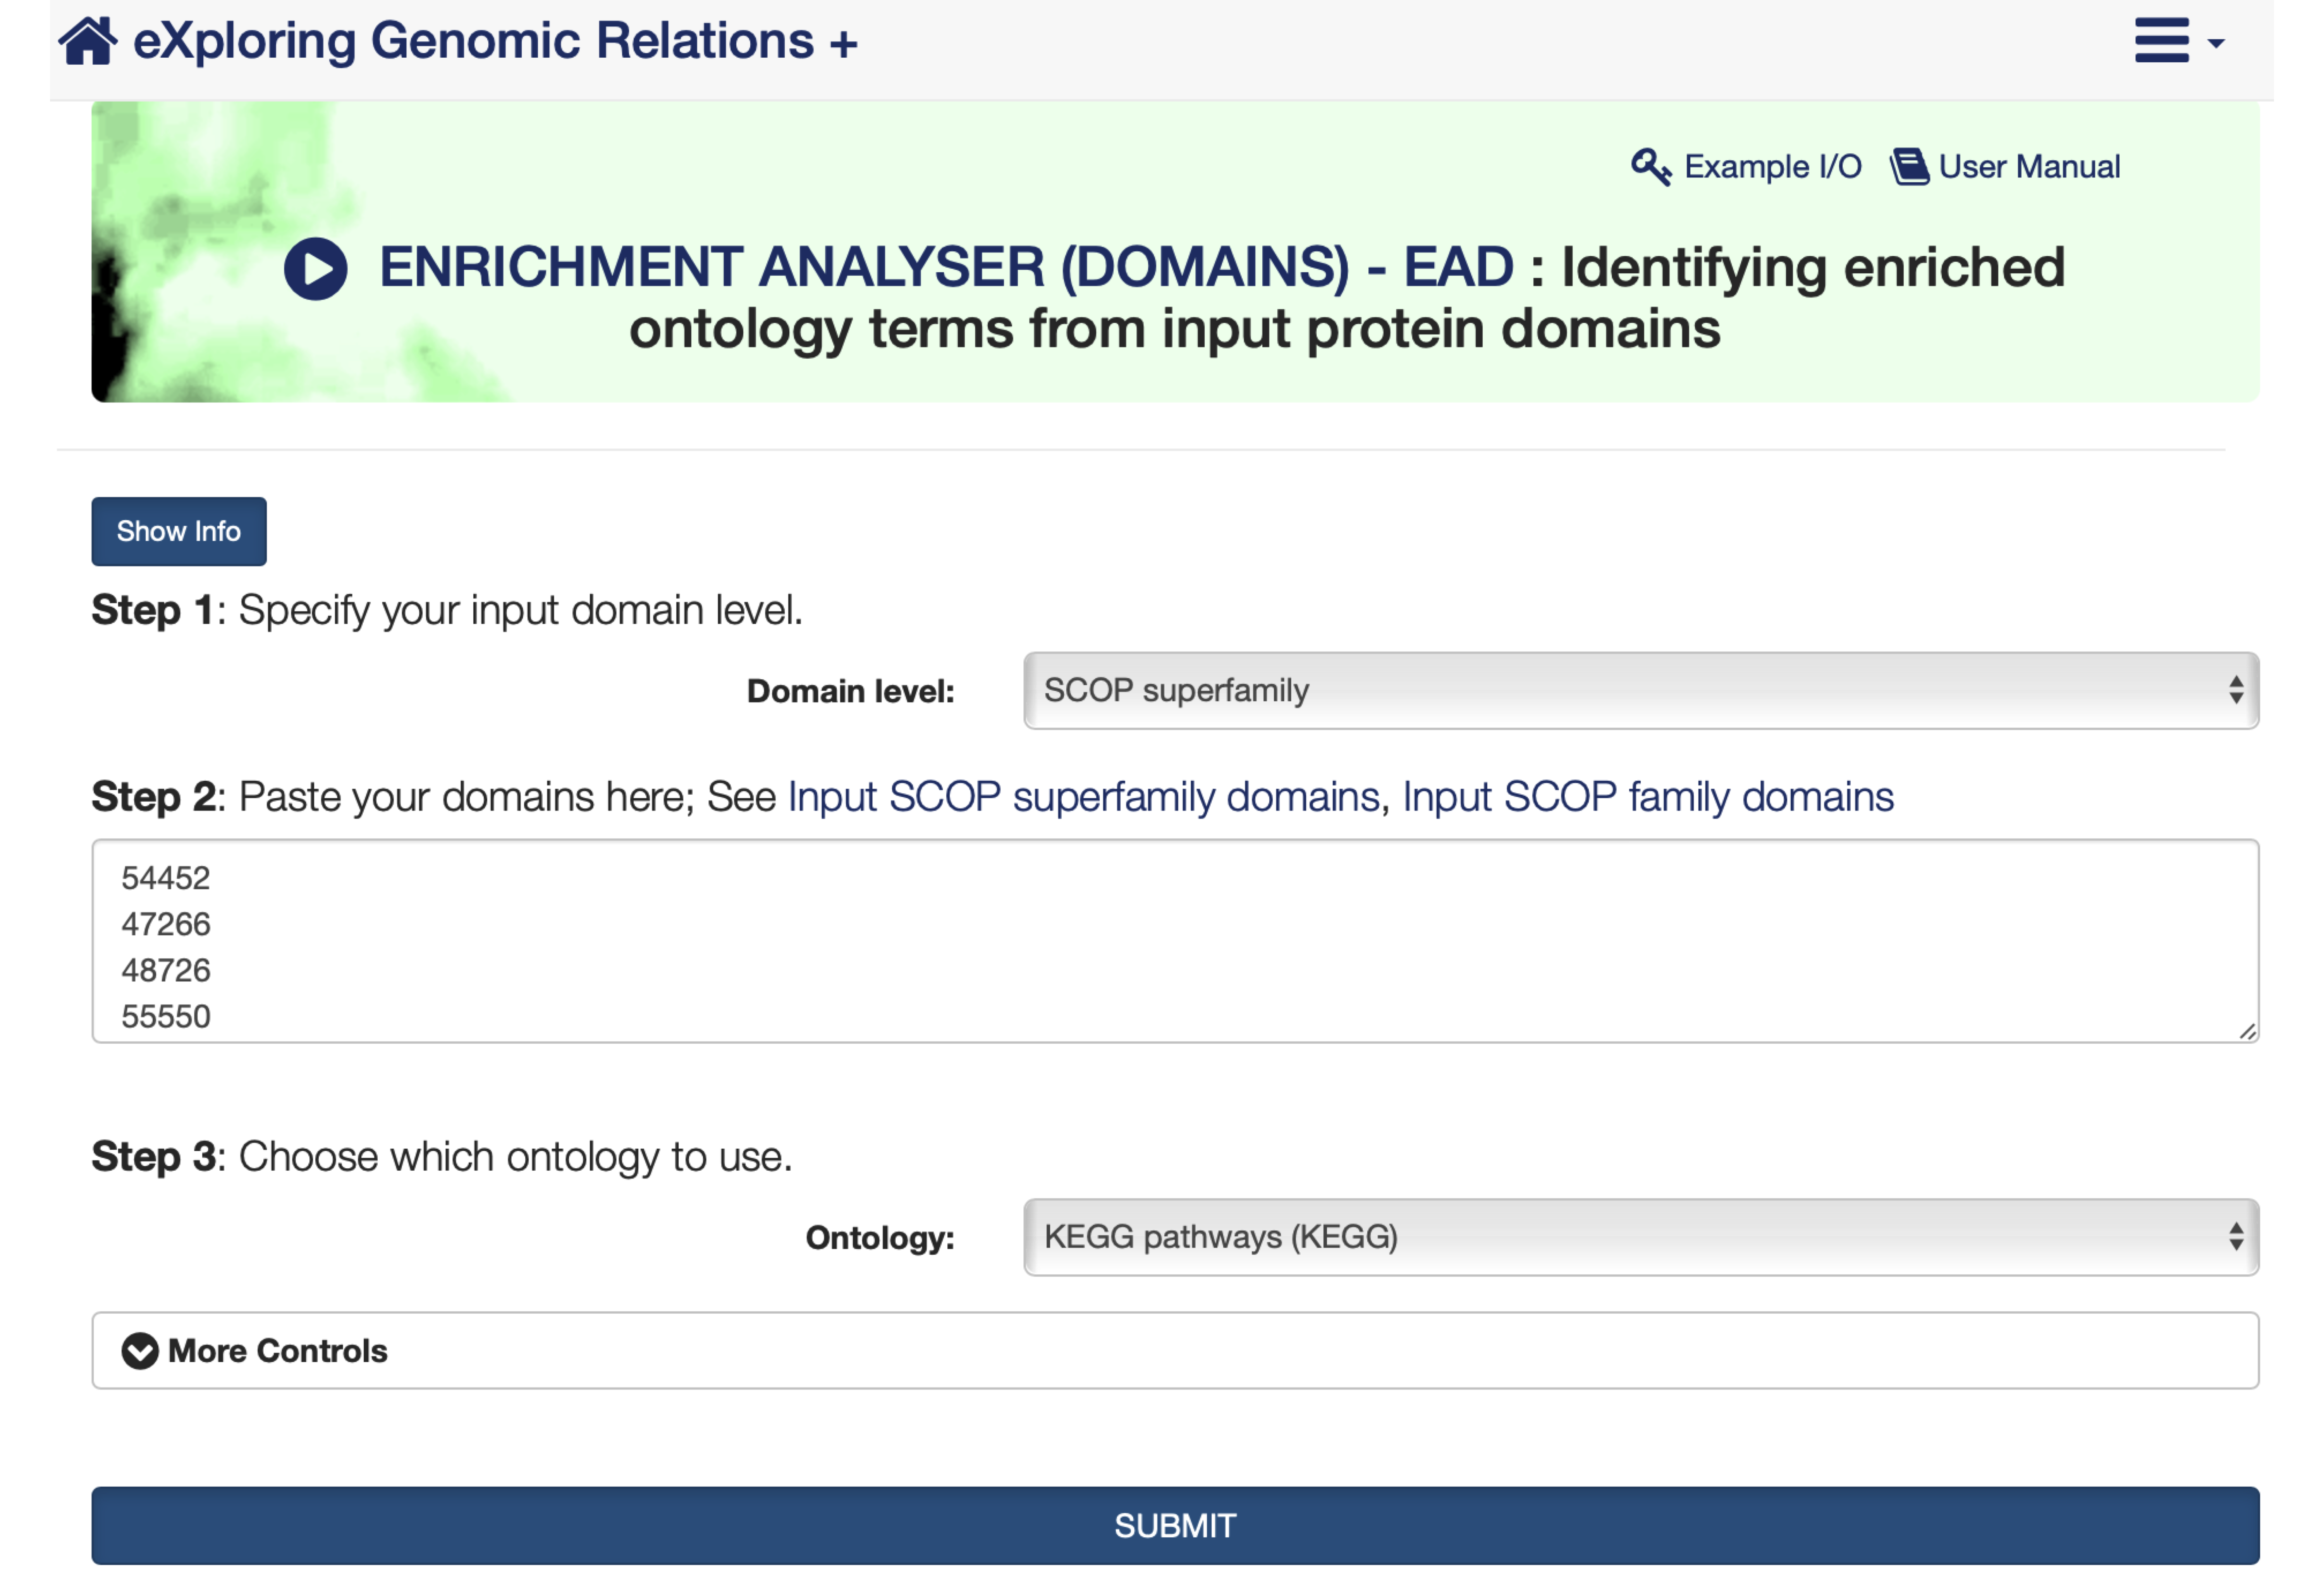 eXploring Genomic Relations +
Example I/O User Manual
ENRICHMENT ANALYSER (DOMAINS) - EAD : Identifying enriched
ontology terms from input protein domains
Show Info
Step 1: Specify your input domain level.
Domain level: SCOP superfamily
Step 2: Paste your domains here; See Input SCOP superfamily domains, Input SCOP family domains
54452
47266
48726
55550
Step 3: Choose which ontology to use.
Ontology: KEGG pathways (KEGG)
More Controls
SUBMIT